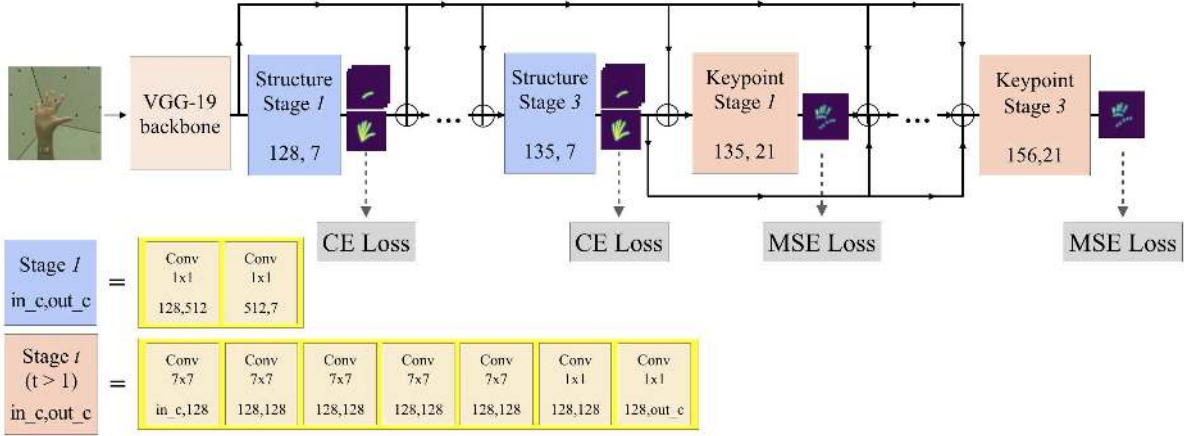 VGG-19
backbone
Structure
Stage 1
128, 7
...
Structure
Stage 3
135, 7
Keypoint
Stage 1
135, 21
...
Keypoint
Stage 3
156,21
CE Loss
CE Loss
MSE Loss
MSE Loss
Stage 1
in_c,out_c
=
Conv
1x1
128,512
Conv
1x1
512,7
Stage t
(t > 1)
in_c,out_c
=
Conv
7x7
in_c,128
Conv
7x7
128,128
Conv
7x7
128,128
Conv
7x7
128,128
Conv
7x7
128,128
Conv
1x1
128,128
Conv
1x1
128,out_c